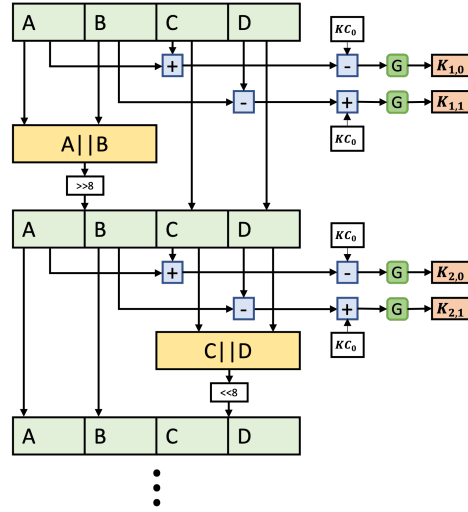 A B C D
KC₀
+ - G K₁,₀
- + G K₁,₁
KC₀
A||B
>>8
A B C D
KC₀
+ - G K₂,₀
- + G K₂,₁
KC₀
C||D
<<8
A B C D